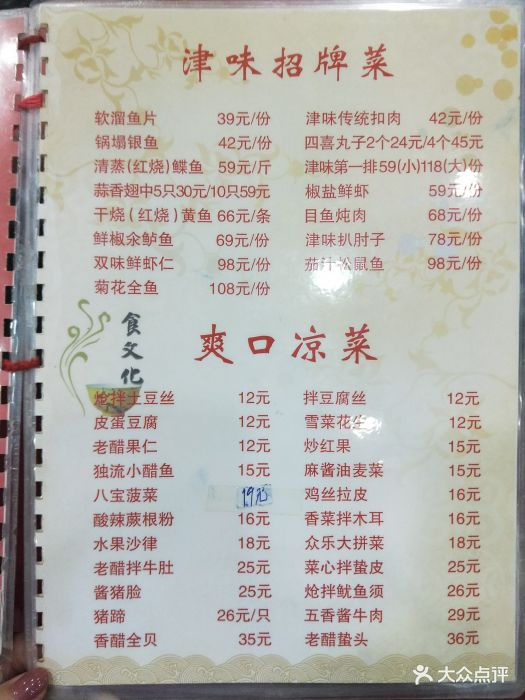 津味招牌菜
软溜鱼片 39元/份
锅塌银鱼 42元/份
清蒸(红烧)鲽鱼 59元/斤
蒜香翅中5只30元/10只59元
干烧(红烧)黄鱼 66元/条
鲜椒汆鲈鱼 69元/份
双味鲜虾仁 98元/份
菊花全鱼 108元/份
津味传统扣肉 42元/份
四喜丸子2个24元/4个45元
津味第一排59(小)118(大)份
椒盐鲜虾 59元/份
目鱼炖肉 68元/份
津味扒肘子 78元/份
茄汁松鼠鱼 98元/份
食文化
爽口凉菜
炝拌土豆丝 12元
皮蛋豆腐 12元
老醋果仁 12元
独流小醋鱼 15元
八宝菠菜 19元
酸辣蕨根粉 16元
水果沙律 18元
老醋拌牛肚 25元
酱猪脸 25元
猪蹄 26元/只
香醋全贝 35元
拌豆腐丝 12元
雪菜花生 12元
炒红果 15元
麻酱油麦菜 15元
鸡丝拉皮 16元
香菜拌木耳 16元
众乐大拼菜 18元
菜心拌蛰皮 25元
炝拌鱿鱼须 26元
五香酱牛肉 29元
老醋蛰头 36元
大众点评